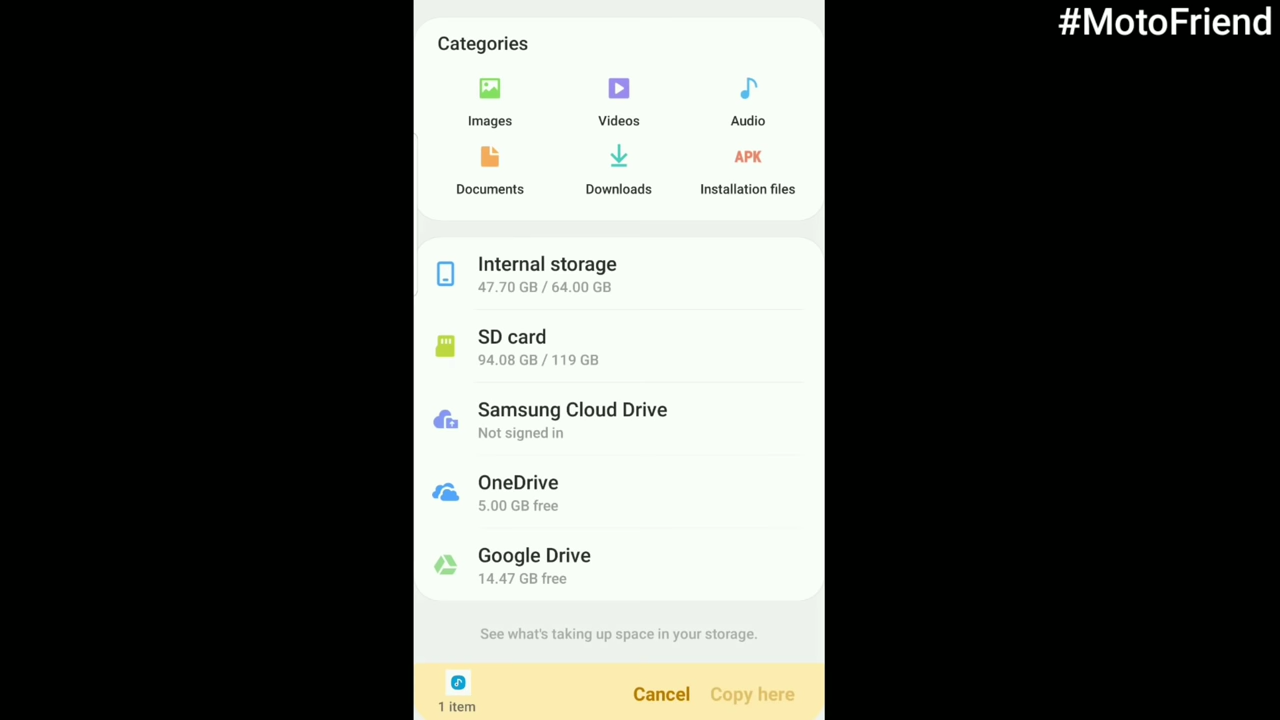 #MotoFriend
Categories
Images
Videos
Audio
Documents
Downloads
APK
Installation files
Internal storage
47.70 GB / 64.00 GB
SD card
94.08 GB / 119 GB
Samsung Cloud Drive
Not signed in
OneDrive
5.00 GB free
Google Drive
14.47 GB free
See what's taking up space in your storage.
1 item
Cancel
Copy here